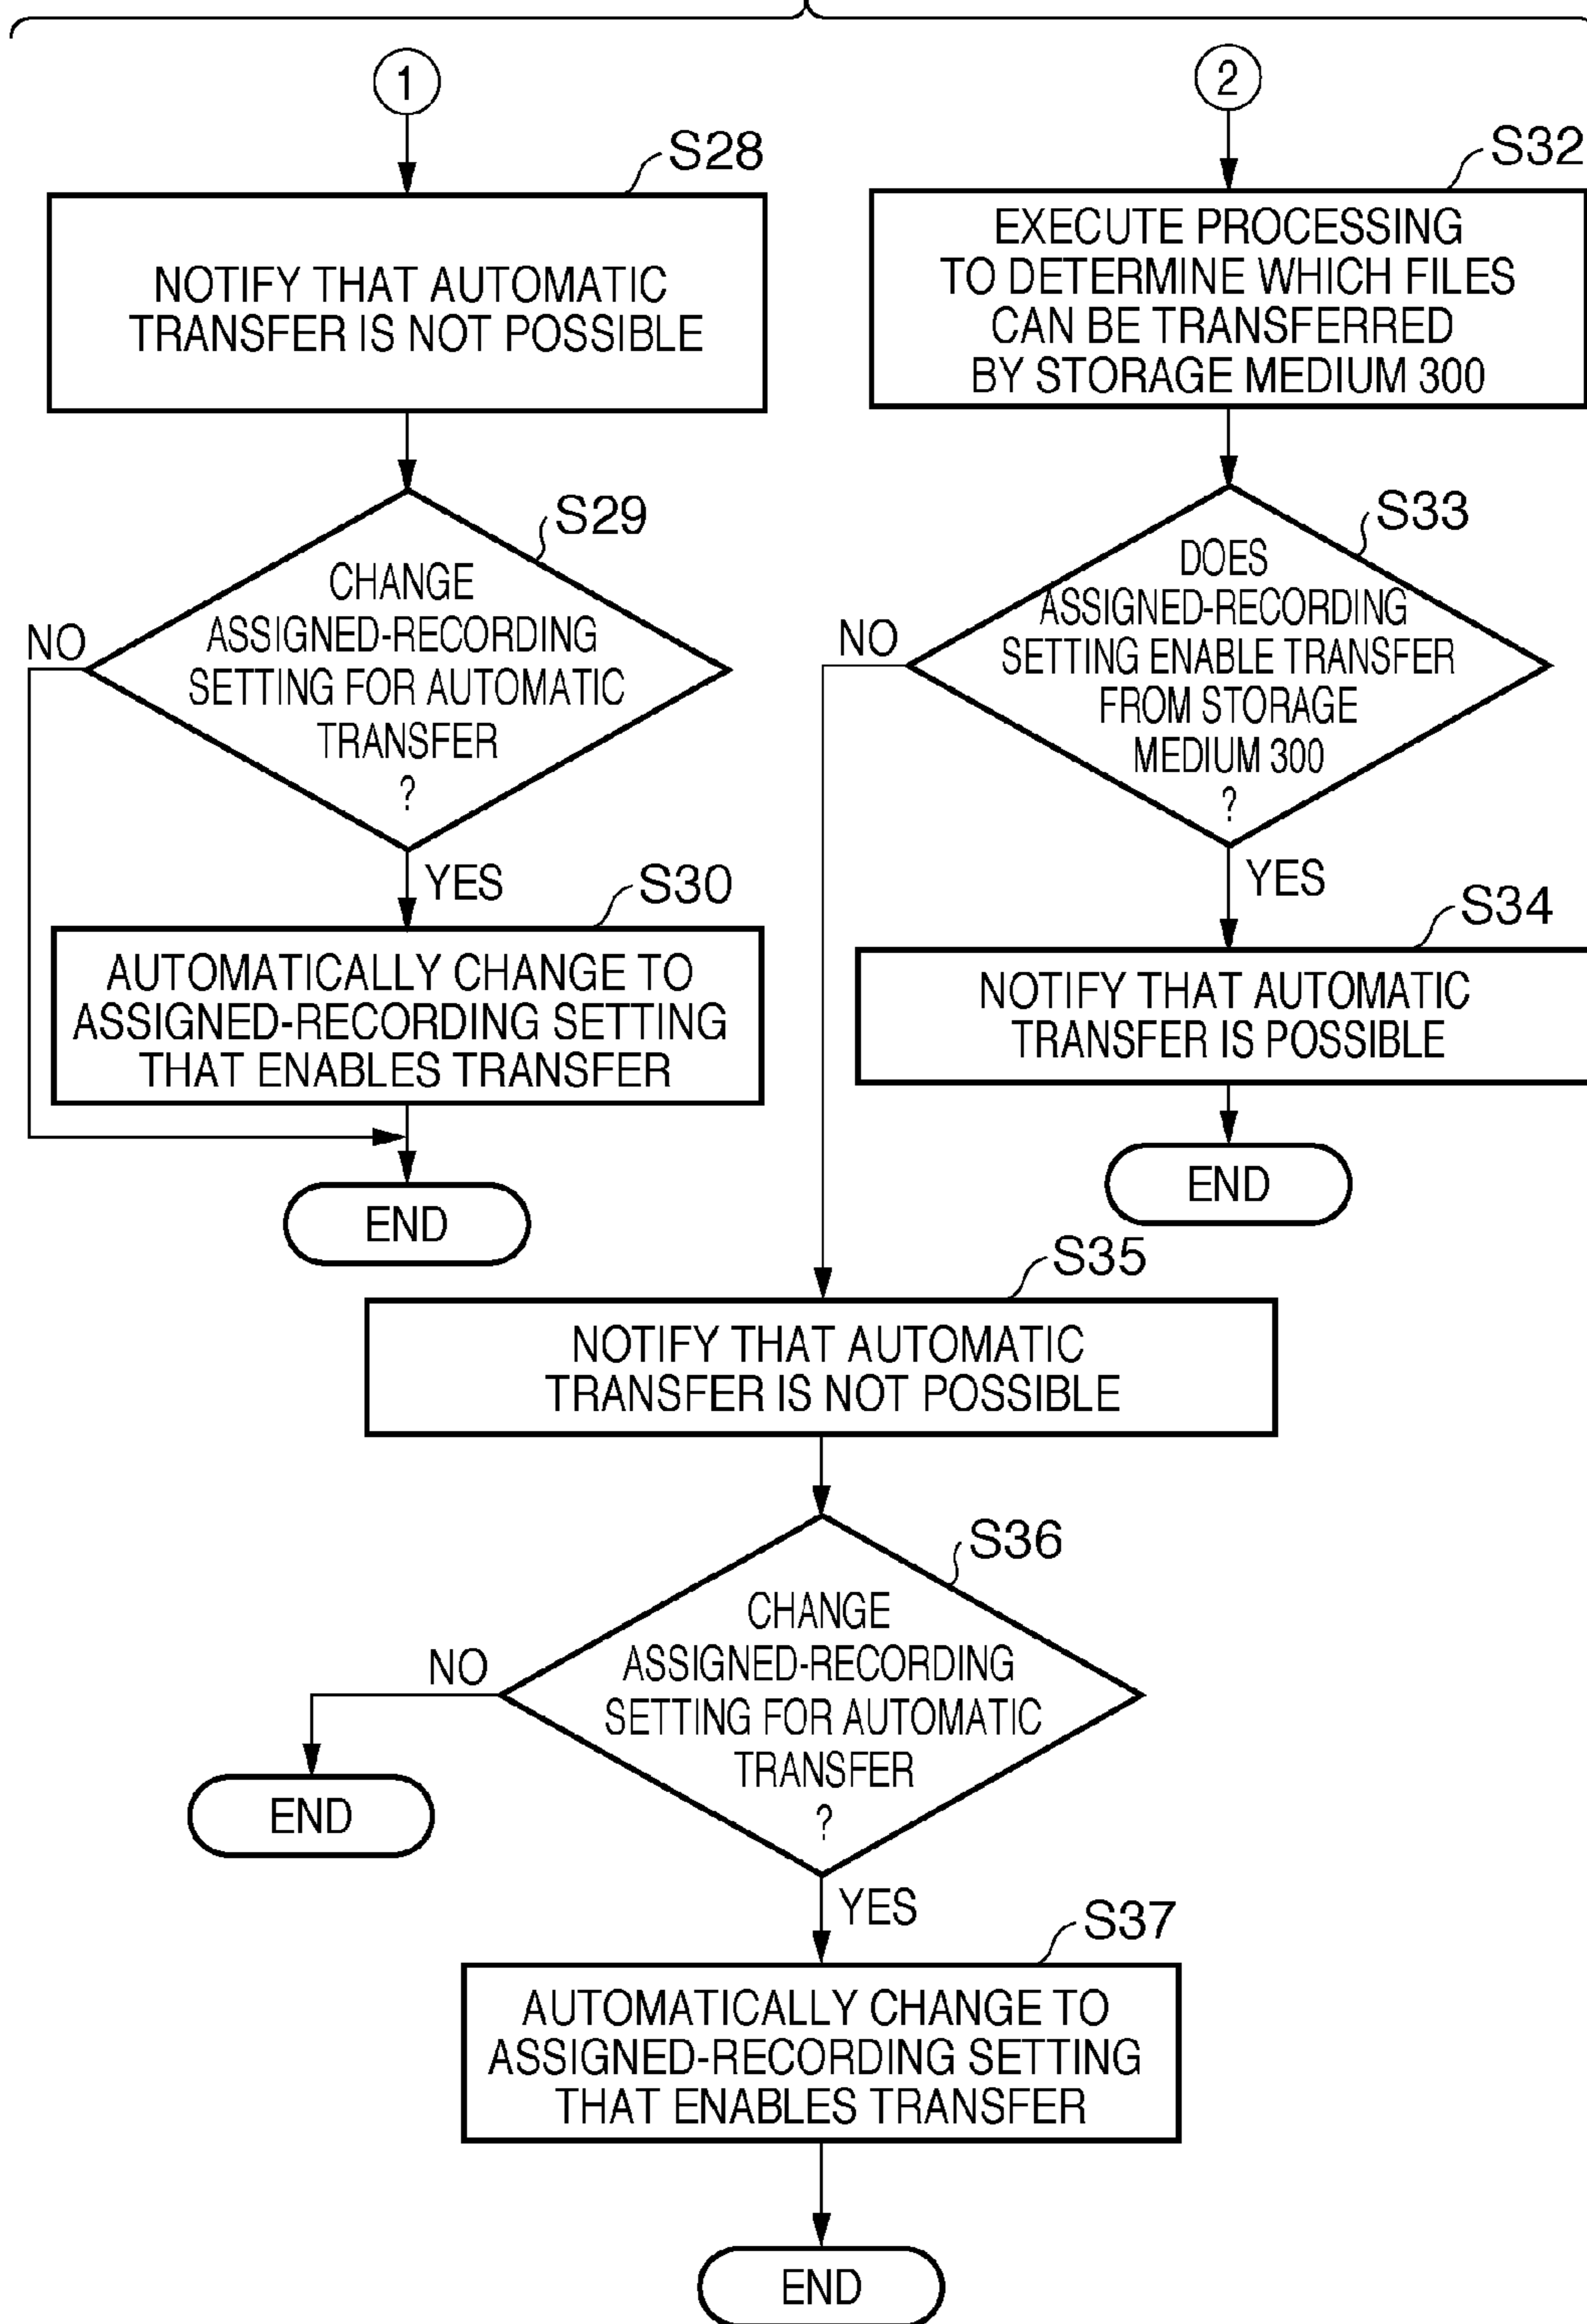 1
S28
NOTIFY THAT AUTOMATIC
TRANSFER IS NOT POSSIBLE
S29
CHANGE
ASSIGNED-RECORDING
SETTING FOR AUTOMATIC
TRANSFER
?
NO
YES
S30
AUTOMATICALLY CHANGE TO
ASSIGNED-RECORDING SETTING
THAT ENABLES TRANSFER
END
2
S32
EXECUTE PROCESSING
TO DETERMINE WHICH FILES
CAN BE TRANSFERRED
BY STORAGE MEDIUM 300
S33
DOES
ASSIGNED-RECORDING
SETTING ENABLE TRANSFER
FROM STORAGE
MEDIUM 300
?
NO
YES
S34
NOTIFY THAT AUTOMATIC
TRANSFER IS POSSIBLE
END
S35
NOTIFY THAT AUTOMATIC
TRANSFER IS NOT POSSIBLE
S36
CHANGE
ASSIGNED-RECORDING
SETTING FOR AUTOMATIC
TRANSFER
?
NO
END
YES
S37
AUTOMATICALLY CHANGE TO
ASSIGNED-RECORDING SETTING
THAT ENABLES TRANSFER
END